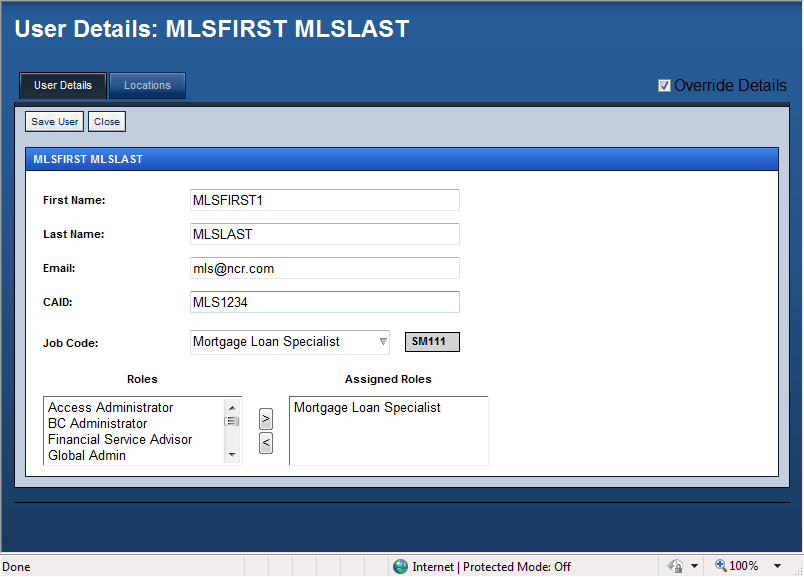 User Details: MLSFIRST MLSLAST
User Details Locations Override Details
Save User Close
MLSFIRST MLSLAST
First Name: MLSFIRST1
Last Name: MLSLAST
Email: mls@ncr.com
CAID: MLS1234
Job Code: Mortgage Loan Specialist SM111
Roles Assigned Roles
Access Administrator > Mortgage Loan Specialist
BC Administrator
Financial Service Advisor <
Global Admin
Done Internet | Protected Mode: Off 100%